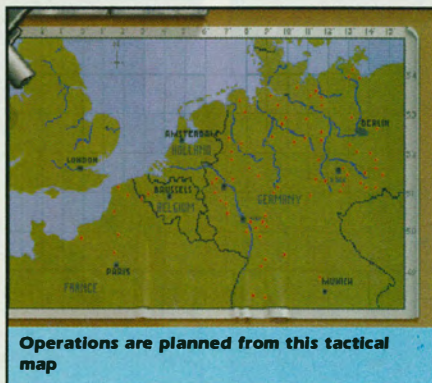 AMSTERDAM
HOLLAND
BERLIN
LONDON
BRUSSELS
BELGIUM
GERMANY
PARIS
FRANCE
MUNICH
Operations are planned from this tactical
map